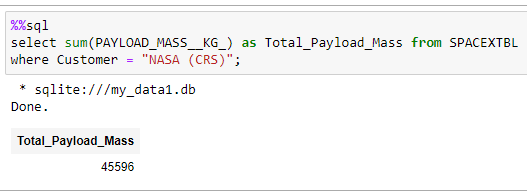 %%sql
select sum(PAYLOAD_MASS__KG_) as Total_Payload_Mass from SPACEXTBL
where Customer = "NASA (CRS)";
* sqlite:///my_data1.db
Done.
Total_Payload_Mass
45596